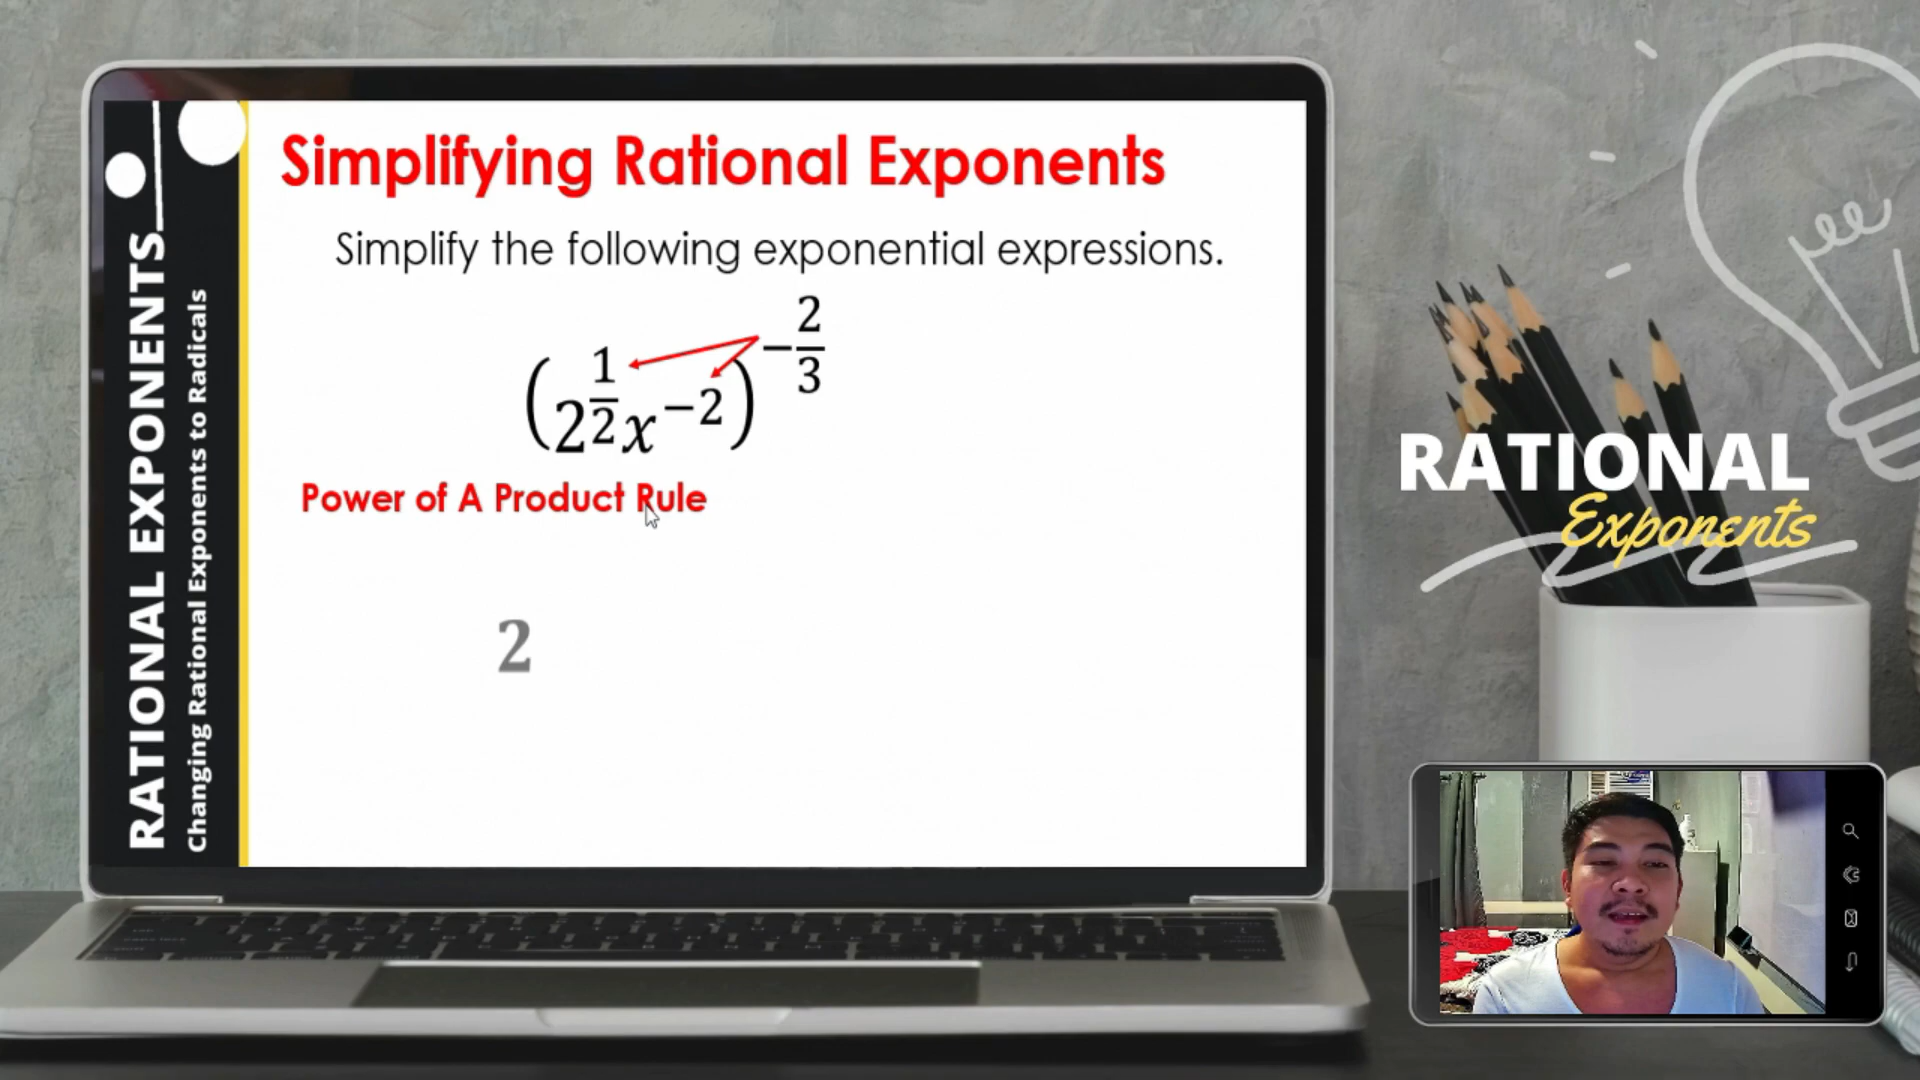 RATIONAL EXPONENTS
Changing Rational Exponents to Radicals
Simplifying Rational Exponents
Simplify the following exponential expressions.
(2^{1/2}x^{-2})^{-2/3}
Power of A Product Rule
2
RATIONAL
Exponents